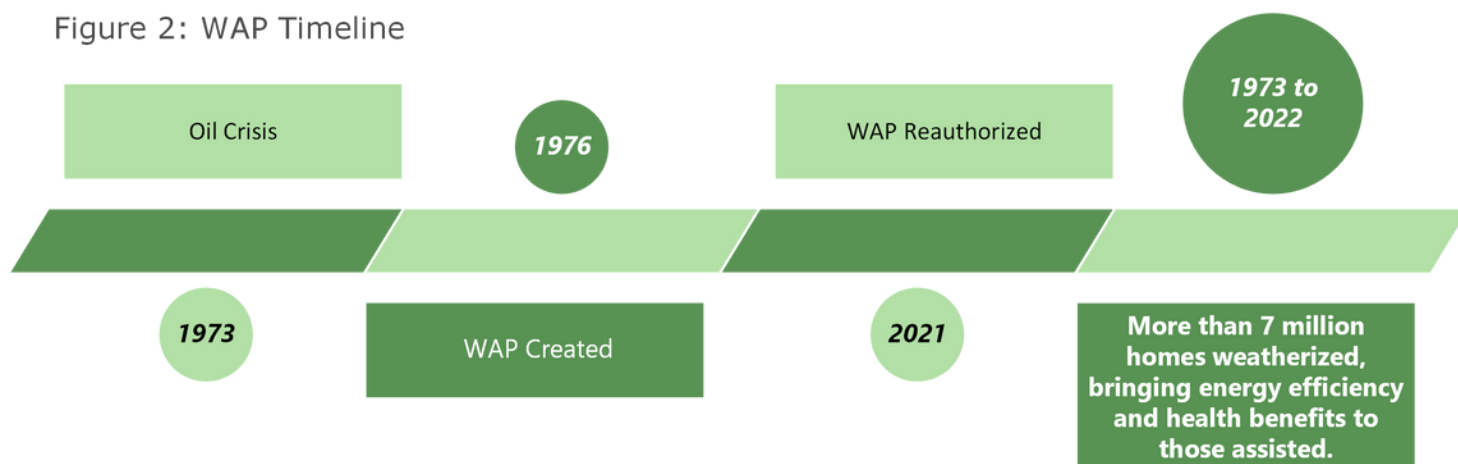 Figure 2: WAP Timeline
Oil Crisis
1973
1976
WAP Created
WAP Reauthorized
2021
1973 to
2022
More than 7 million
homes weatherized,
bringing energy efficiency
and health benefits to
those assisted.